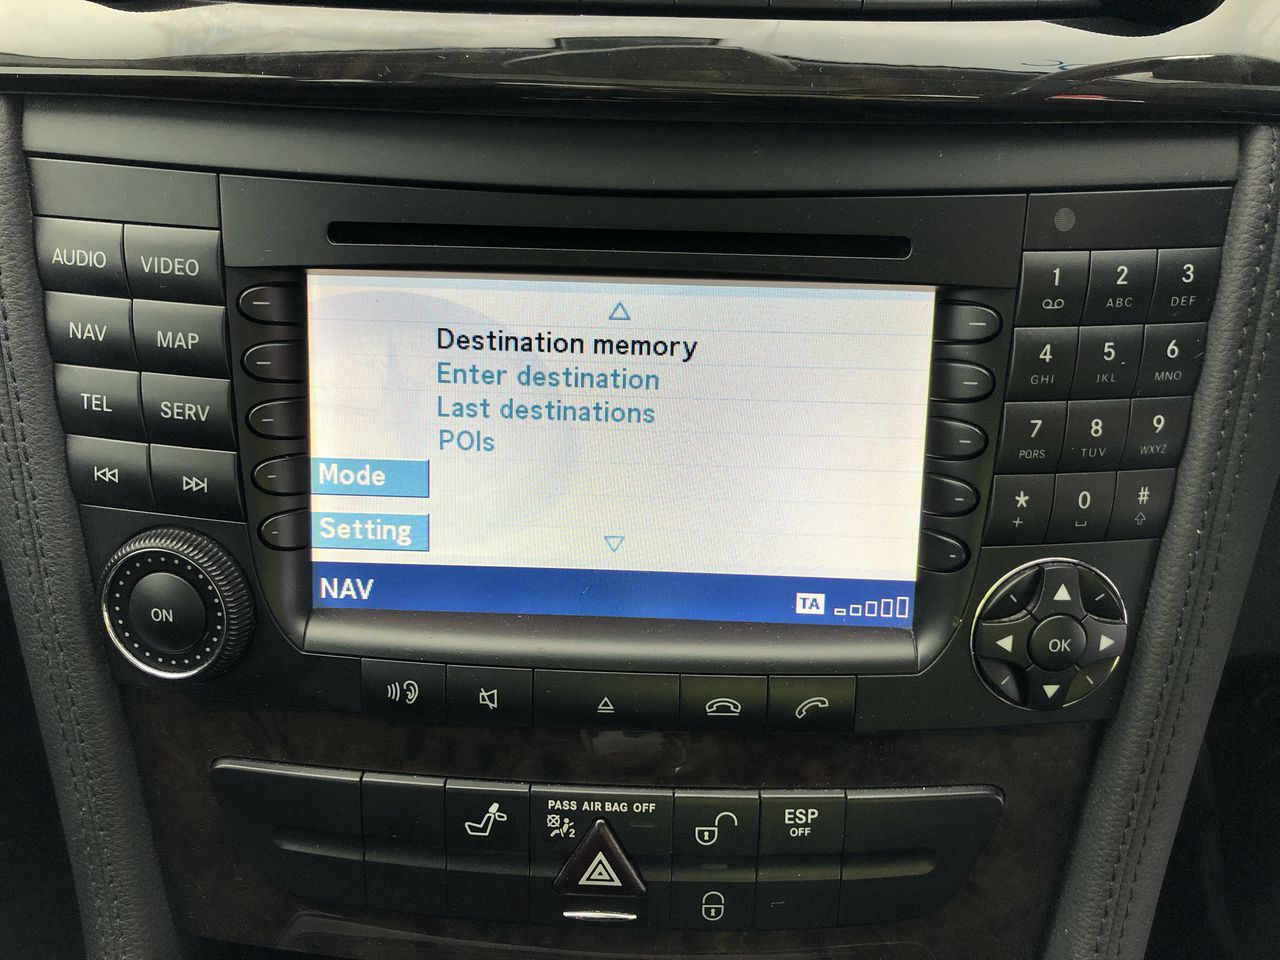 AUDIO
VIDEO
NAV
MAP
TEL
SERV
ON
Destination memory
Enter destination
Last destinations
POIs
Mode
Setting
NAV
TA
1
2 ABC
3 DEF
4 GHI
5 JKL
6 MNO
7 PQRS
8 TUV
9 WXYZ
* +
0
#
OK
PASS AIR BAG OFF
2
ESP
OFF